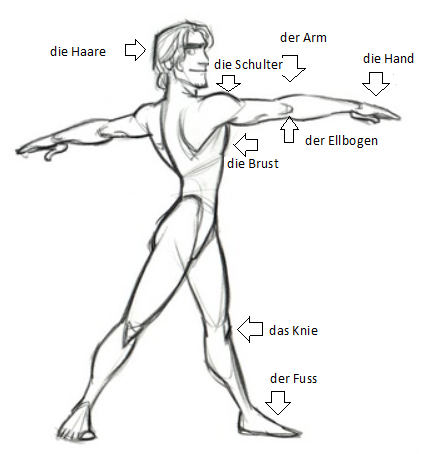 der Arm
die Haare
die Schulter
die Hand
der Ellbogen
die Brust
das Knie
der Fuss